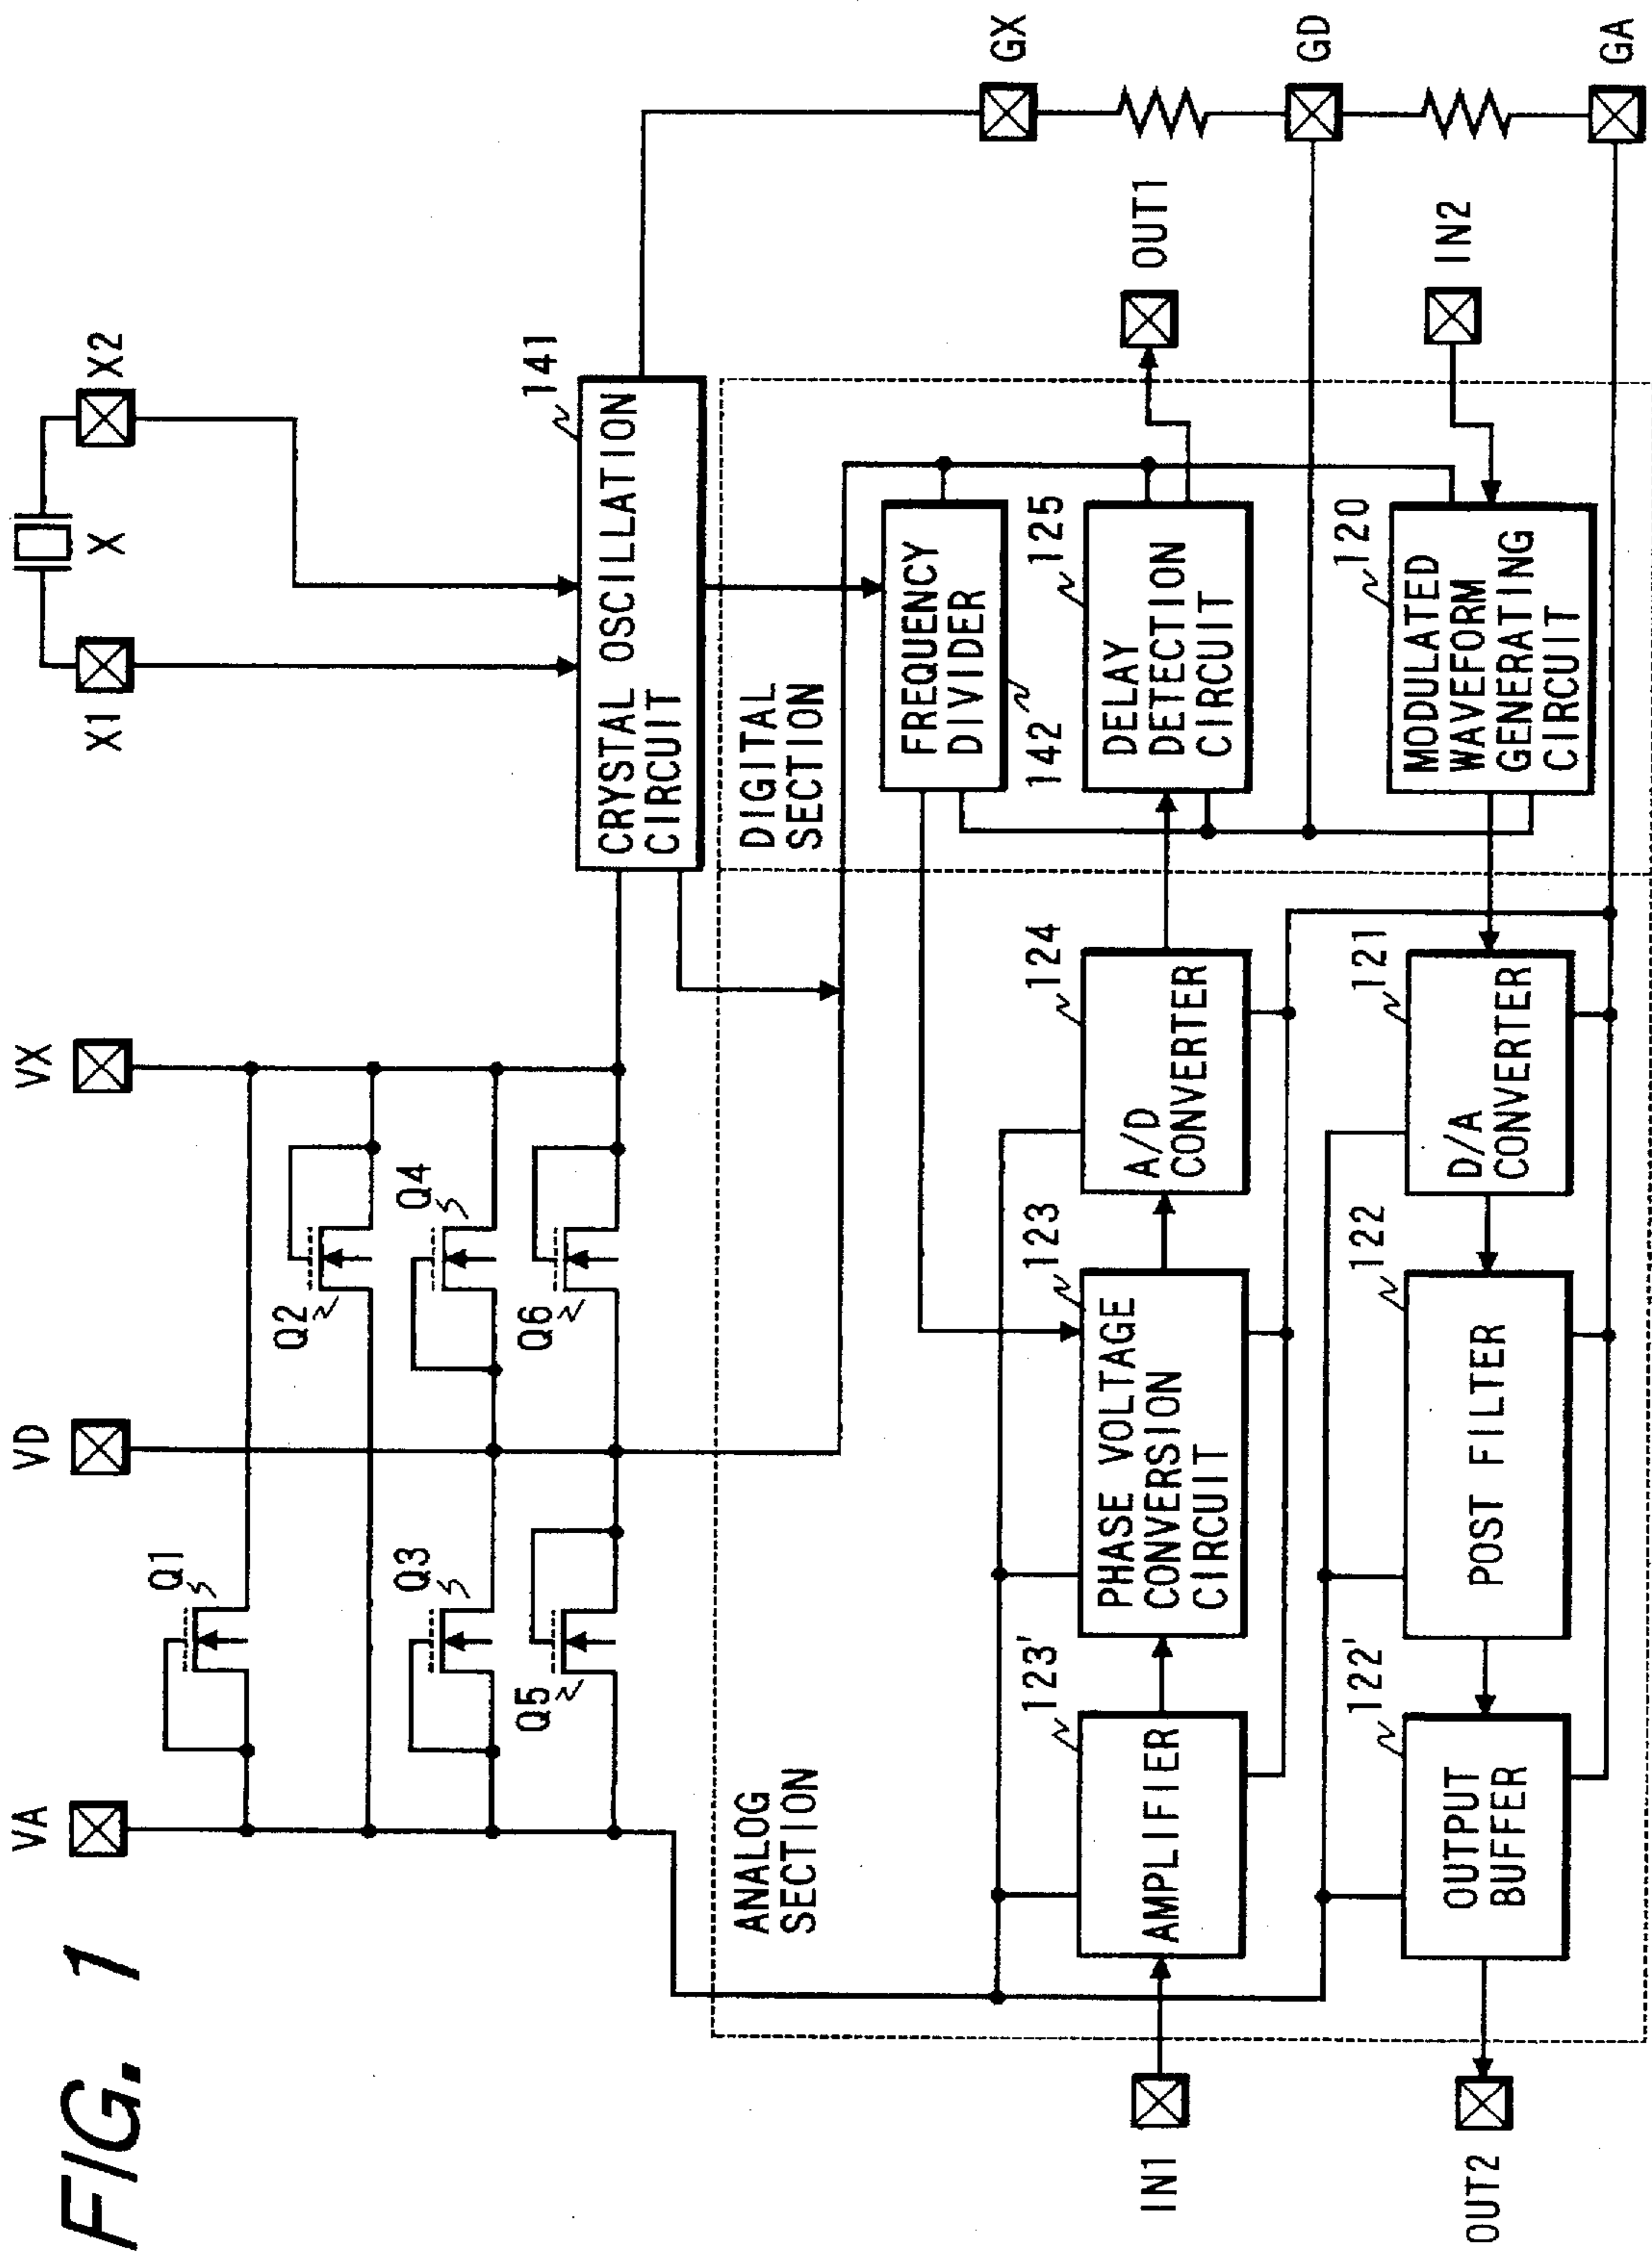 FIG. 1
VA
VD
VX
X1
X
X2
Q1
Q2
Q3
Q4
Q5
Q6
141
CRYSTAL OSCILLATION
CIRCUIT
GX
GD
GA
ANALOG
SECTION
DIGITAL
SECTION
FREQUENCY
DIVIDER
142
IN1
123'
AMPLIFIER
123
PHASE VOLTAGE
CONVERSION
CIRCUIT
124
A/D
CONVERTER
125
DELAY
DETECTION
CIRCUIT
OUT1
OUT2
122'
OUTPUT
BUFFER
122
POST FILTER
121
D/A
CONVERTER
120
MODULATED
WAVEFORM
GENERATING
CIRCUIT
IN2